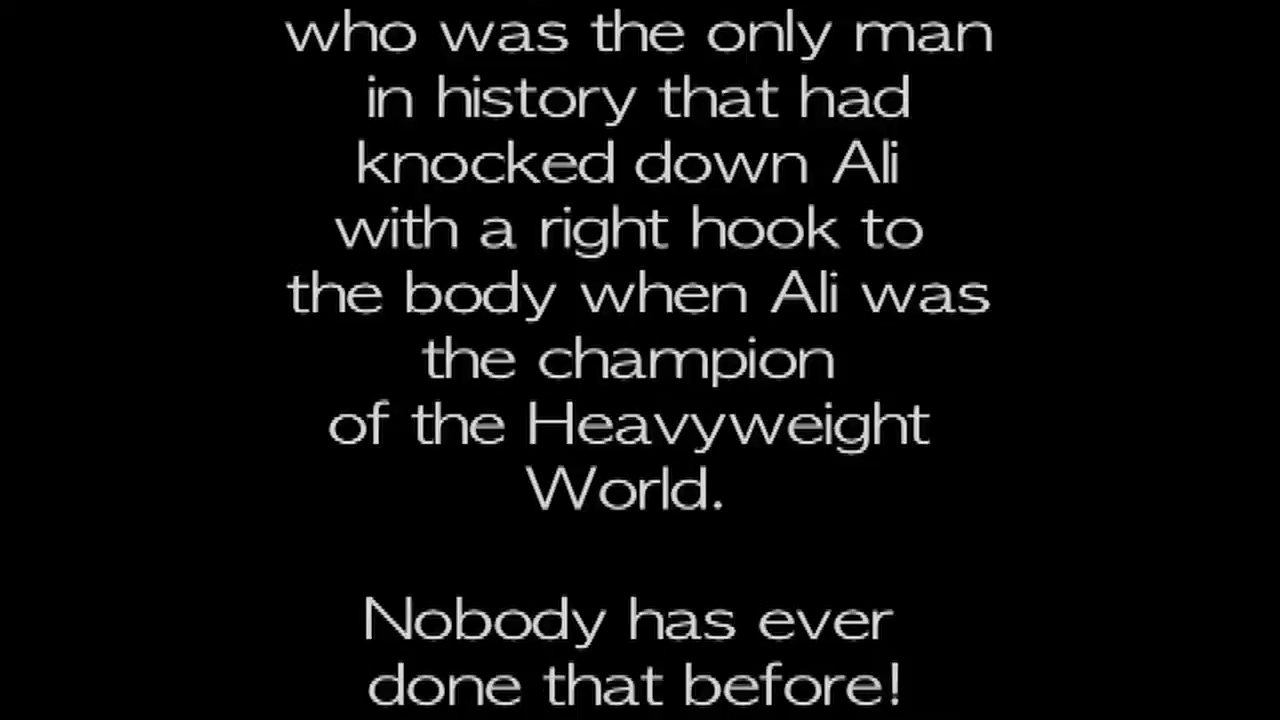 who was the only man
in history that had
knocked down Ali
with a right hook to
the body when Ali was
the champion
of the Heavyweight
World.
Nobody has ever
done that before!